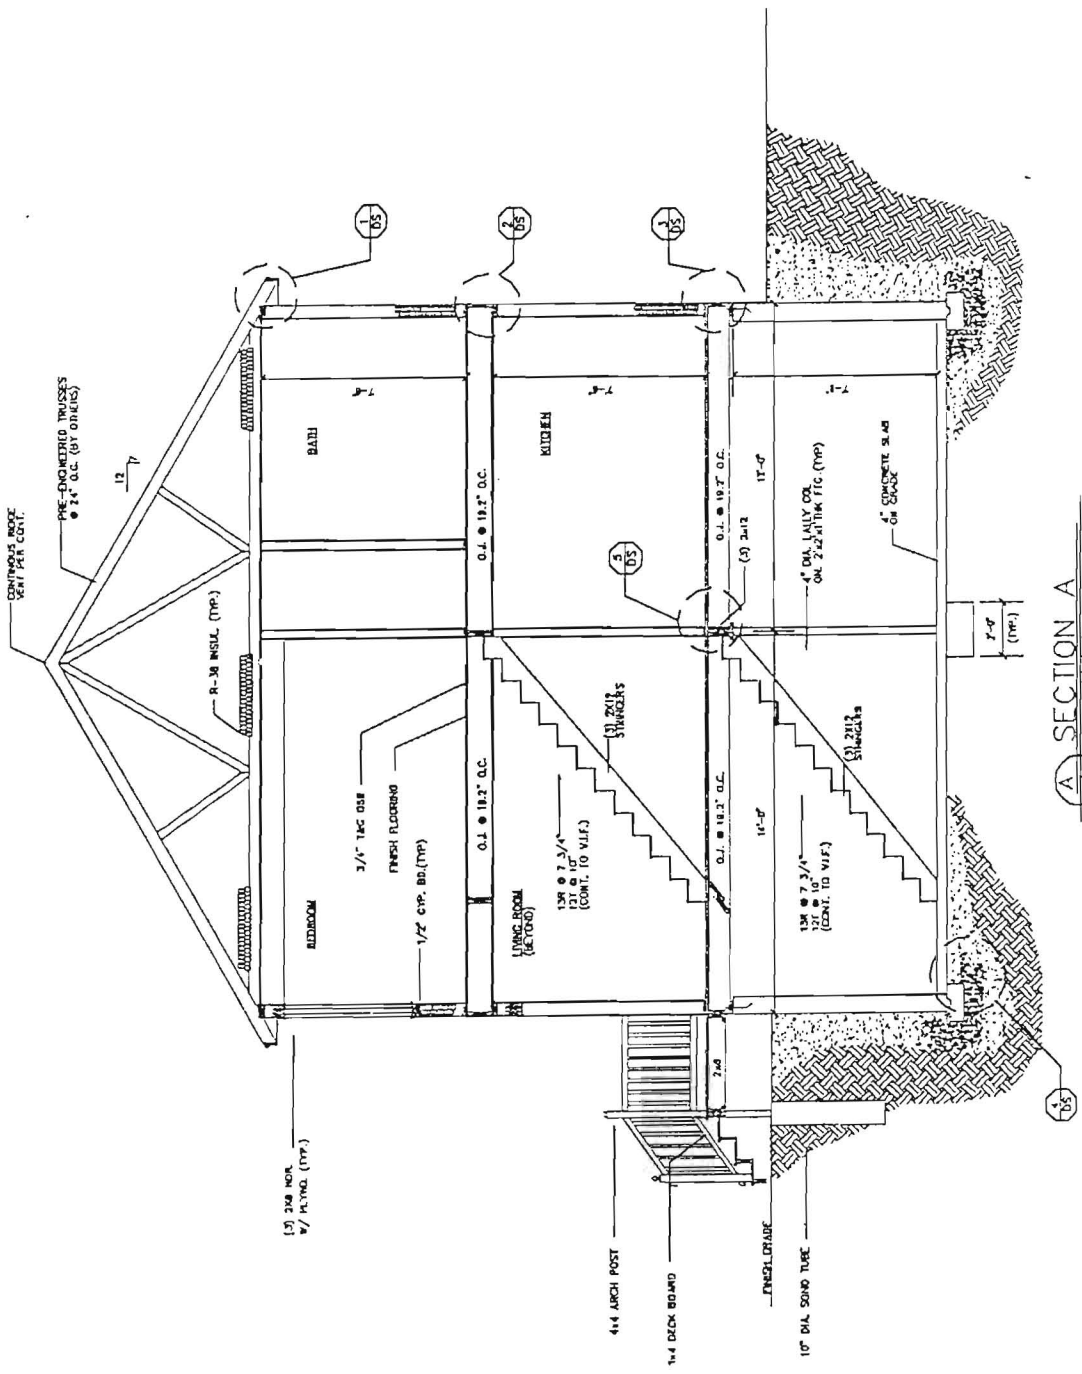 CONTINUOUS RIDGE
VENT PER CONT.
PRE-ENGINEERED TRUSSES
@ 24" O.C. (BY OTHERS)
12
R-38 INSUL (TYP.)
(3) 2X8 HDR.
W/ PLYWD. (TYP.)
BEDROOM
BATH
7'-6"
1
DS
3/4" T&G OSB
FINISH FLOORING
1/2" GYP. BD.(TYP)
O.J. @ 19.2" O.C.
O.J. @ 19.2" O.C.
2
DS
LIVING ROOM
(BEYOND)
KITCHEN
7'-6"
13R @ 7 3/4"
12T @ 10"
(CONT. TO V.I.F.)
(3) 2X12
STRINGERS
5
DS
3
DS
4x4 ARCH POST
1x4 DECK BOARD
2x8
O.J. @ 19.2" O.C.
O.J. @ 19.2" O.C.
(3) 2x12
14'-0"
12'-0"
FINISH GRADE
10" DIA. SONO TUBE
13R @ 7 3/4"
12T @ 10"
(CONT. TO V.I.F.)
(3) 2X12
STRINGERS
4" DIA. LALLY COL
ON 2'x2'x1' THK FTG.(TYP)
4" CONCRETE SLAB
ON GRADE
2'-0"
(TYP.)
4
DS
A SECTION A